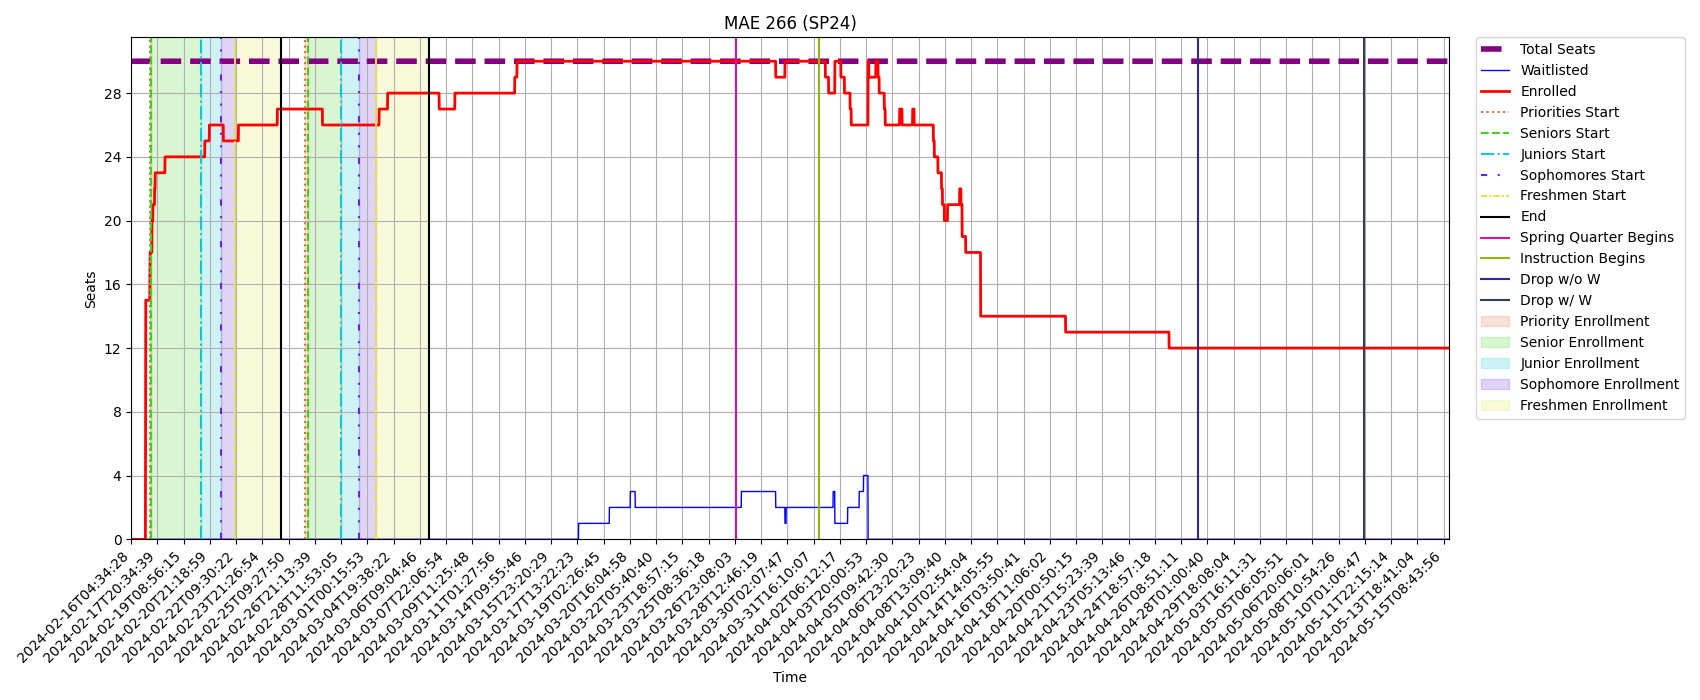 MAE 266 (SP24)
Seats
28
24
20
16
12
8
4
0
2024-02-16T04:34:28
2024-02-17T20:34:39
2024-02-19T08:56:15
2024-02-20T21:18:59
2024-02-22T09:30:22
2024-02-23T21:26:54
2024-02-25T09:27:50
2024-02-26T21:13:39
2024-02-28T11:53:05
2024-03-01T00:15:53
2024-03-04T19:38:22
2024-03-06T09:04:46
2024-03-07T22:06:54
2024-03-11T01:25:48
2024-03-12T11:27:56
2024-03-14T09:55:46
2024-03-15T23:20:29
2024-03-17T13:22:23
2024-03-19T02:26:45
2024-03-20T16:04:58
2024-03-22T05:40:40
2024-03-23T18:57:15
2024-03-25T08:36:18
2024-03-26T23:08:03
2024-03-28T12:46:19
2024-03-30T02:07:47
2024-03-31T16:10:07
2024-04-02T06:12:17
2024-04-03T20:00:53
2024-04-05T09:42:30
2024-04-06T23:20:23
2024-04-08T13:09:40
2024-04-10T02:54:04
2024-04-14T14:05:55
2024-04-16T03:50:41
2024-04-18T11:06:02
2024-04-20T00:50:15
2024-04-21T15:23:39
2024-04-23T05:13:46
2024-04-24T18:57:18
2024-04-26T08:51:11
2024-04-28T01:00:40
2024-04-29T18:08:04
2024-05-03T16:11:31
2024-05-05T06:05:51
2024-05-06T20:06:01
2024-05-08T10:54:26
2024-05-10T01:06:47
2024-05-11T22:15:14
2024-05-13T18:41:04
2024-05-15T08:43:56
Time
Total Seats
Waitlisted
Enrolled
Priorities Start
Seniors Start
Juniors Start
Sophomores Start
Freshmen Start
End
Spring Quarter Begins
Instruction Begins
Drop w/o W
Drop w/ W
Priority Enrollment
Senior Enrollment
Junior Enrollment
Sophomore Enrollment
Freshmen Enrollment